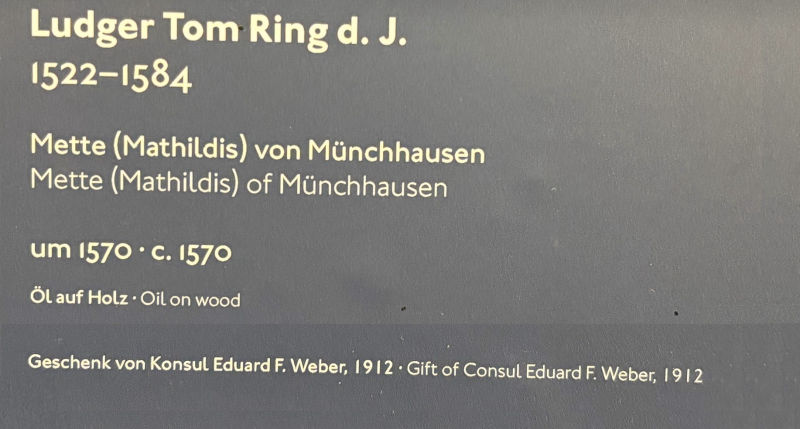 Ludger Tom Ring d. J.
1522–1584
Mette (Mathildis) von Münchhausen
Mette (Mathildis) of Münchhausen
um 1570 · c. 1570
Öl auf Holz · Oil on wood
Geschenk von Konsul Eduard F. Weber, 1912 · Gift of Consul Eduard F. Weber, 1912